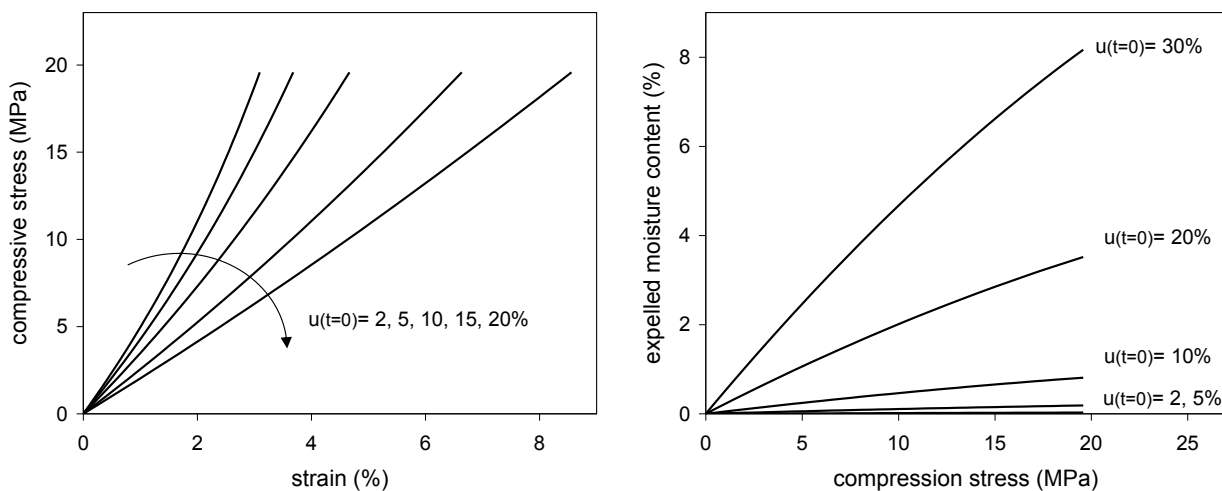 compressive stress (MPa)
20
15
10
5
0
u(t=0)= 2, 5, 10, 15, 20%
0 2 4 6 8
strain (%)
expelled moisture content (%)
8
6
4
2
0
u(t=0)= 30%
u(t=0)= 20%
u(t=0)= 10%
u(t=0)= 2, 5%
0 5 10 15 20 25
compression stress (MPa)